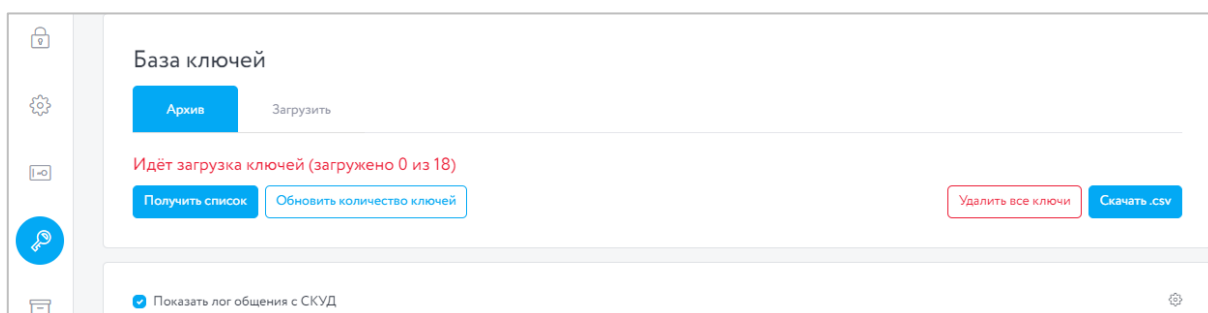 База ключей
Архив Загрузить
Идёт загрузка ключей (загружено 0 из 18)
Получить список Обновить количество ключей Удалить все ключи Скачать .csv
Показать лог общения с СКУД